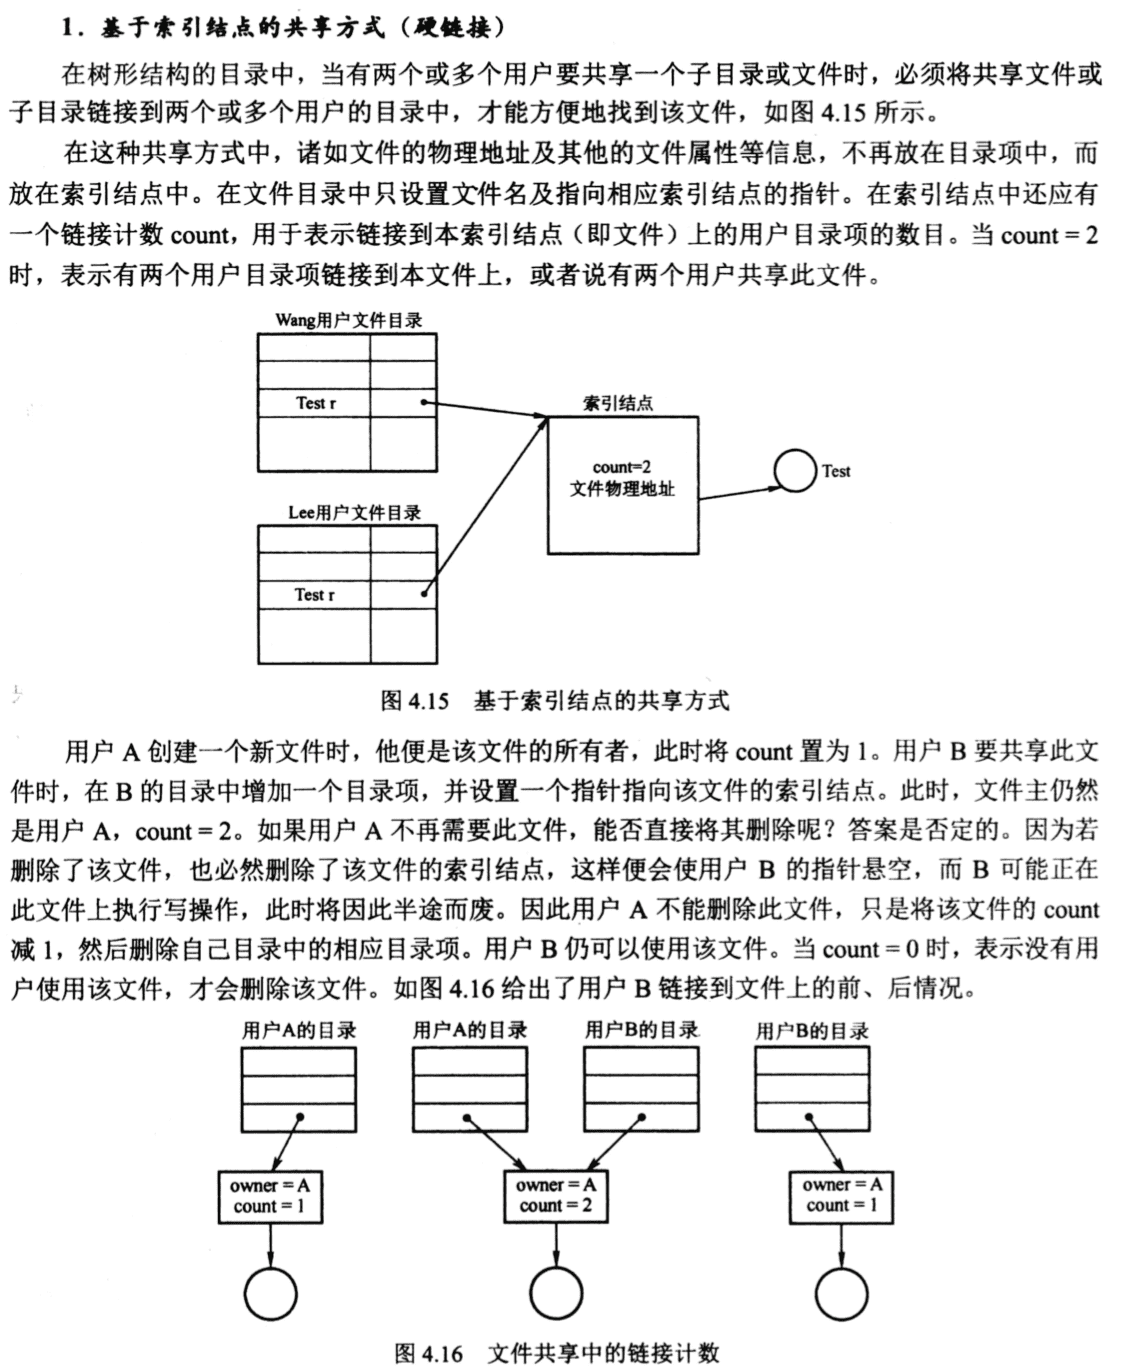 1. 基于索引结点的共享方式（硬链接）
在树形结构的目录中，当有两个或多个用户要共享一个子目录或文件时，必须将共享文件或
子目录链接到两个或多个用户的目录中，才能方便地找到该文件，如图 4.15 所示。
在这种共享方式中，诸如文件的物理地址及其他的文件属性等信息，不再放在目录项中，而
放在索引结点中。在文件目录中只设置文件名及指向相应索引结点的指针。在索引结点中还应有
一个链接计数 count，用于表示链接到本索引结点（即文件）上的用户目录项的数目。当 count = 2
时，表示有两个用户目录项链接到本文件上，或者说有两个用户共享此文件。
Wang用户文件目录
Test r
索引结点
count=2
文件物理地址
Test
Lee用户文件目录
Test r
图 4.15 基于索引结点的共享方式
用户 A 创建一个新文件时，他便是该文件的所有者，此时将 count 置为 1。用户 B 要共享此文
件时，在 B 的目录中增加一个目录项，并设置一个指针指向该文件的索引结点。此时，文件主仍然
是用户 A，count = 2。如果用户 A 不再需要此文件，能否直接将其删除呢？答案是否定的。因为若
删除了该文件，也必然删除了该文件的索引结点，这样便会使用户 B 的指针悬空，而 B 可能正在
此文件上执行写操作，此时将因此半途而废。因此用户 A 不能删除此文件，只是将该文件的 count
减 1，然后删除自己目录中的相应目录项。用户 B 仍可以使用该文件。当 count = 0 时，表示没有用
户使用该文件，才会删除该文件。如图 4.16 给出了用户 B 链接到文件上的前、后情况。
用户A的目录 用户A的目录 用户B的目录 用户B的目录
owner = A owner = A owner = A
count = 1 count = 2 count = 1
图 4.16 文件共享中的链接计数